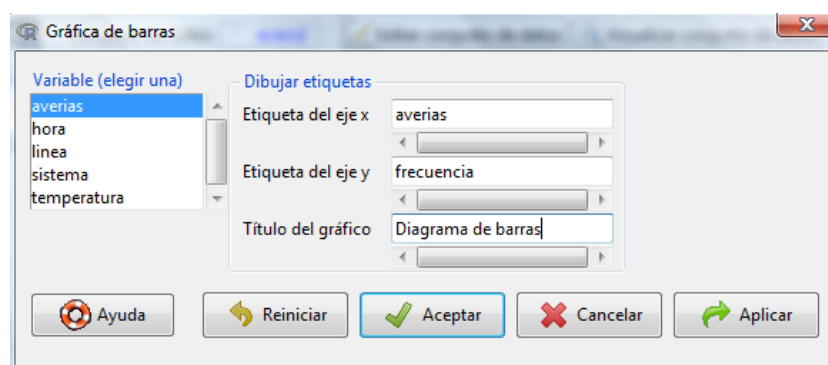 Gráfica de barras
Variable (elegir una)
averias
hora
linea
sistema
temperatura
Dibujar etiquetas
Etiqueta del eje x averias
Etiqueta del eje y frecuencia
Título del gráfico Diagrama de barras
Ayuda Reiniciar Aceptar Cancelar Aplicar